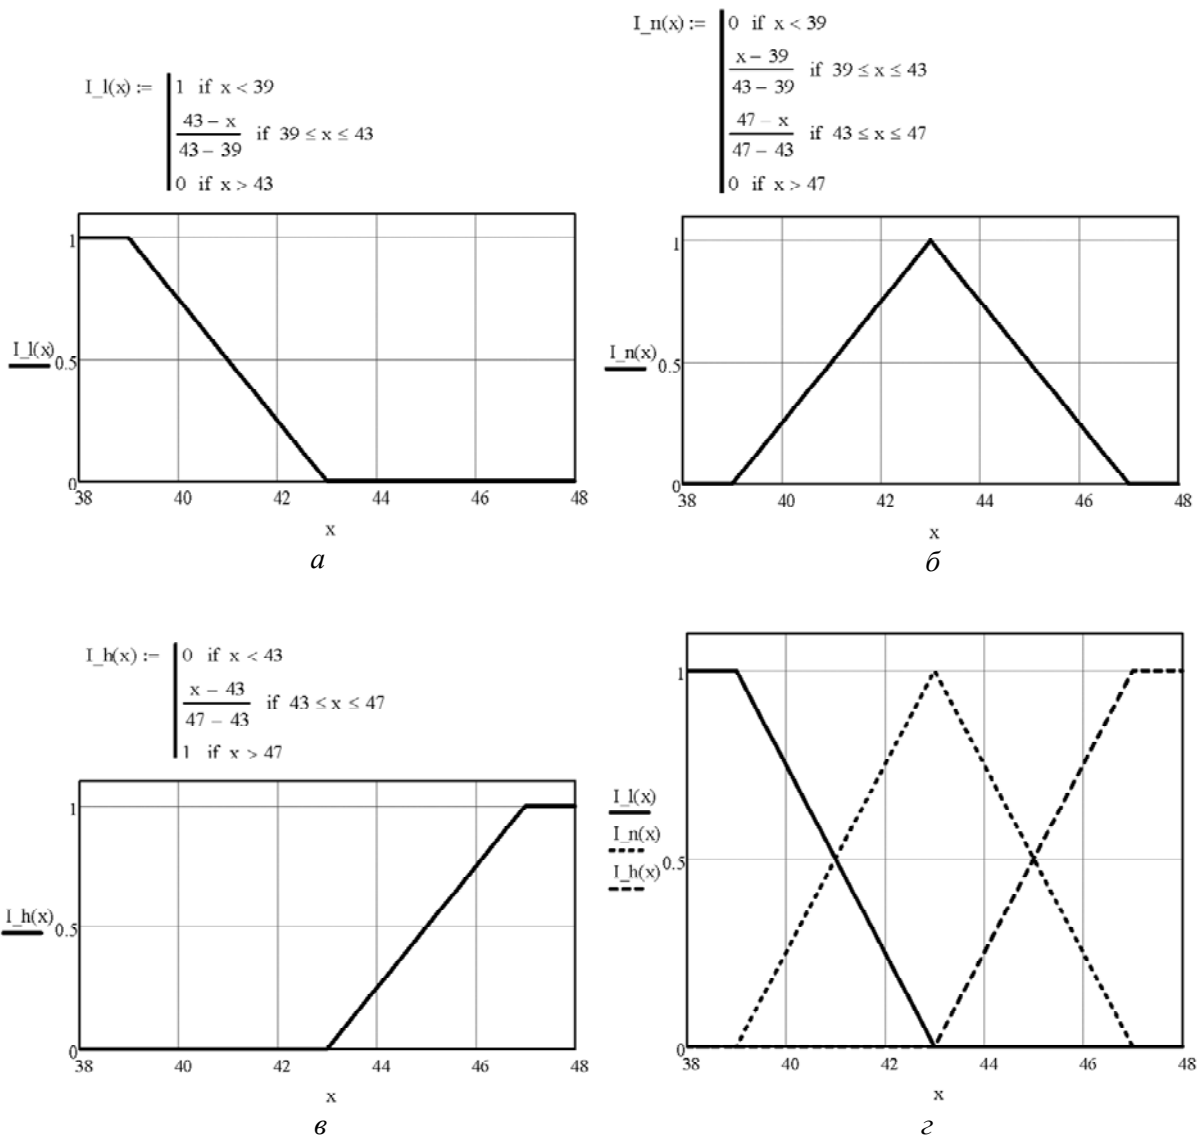 I_l(x) :=
1 if x < 39
43 – x
43 – 39
if 39 ≤ x ≤ 43
0 if x > 43
1
I_l(x)
0.5
0
38 40 42 44 46 48
x
а
I_n(x) :=
0 if x < 39
x – 39
43 – 39
if 39 ≤ x ≤ 43
47 – x
47 – 43
if 43 ≤ x ≤ 47
0 if x > 47
1
I_n(x)
0.5
0
38 40 42 44 46 48
x
б
I_h(x) :=
0 if x < 43
x – 43
47 – 43
if 43 ≤ x ≤ 47
1 if x > 47
1
I_h(x)
0.5
0
38 40 42 44 46 48
x
в
1
I_l(x)
I_n(x)
0.5
I_h(x)
0
38 40 42 44 46 48
x
г